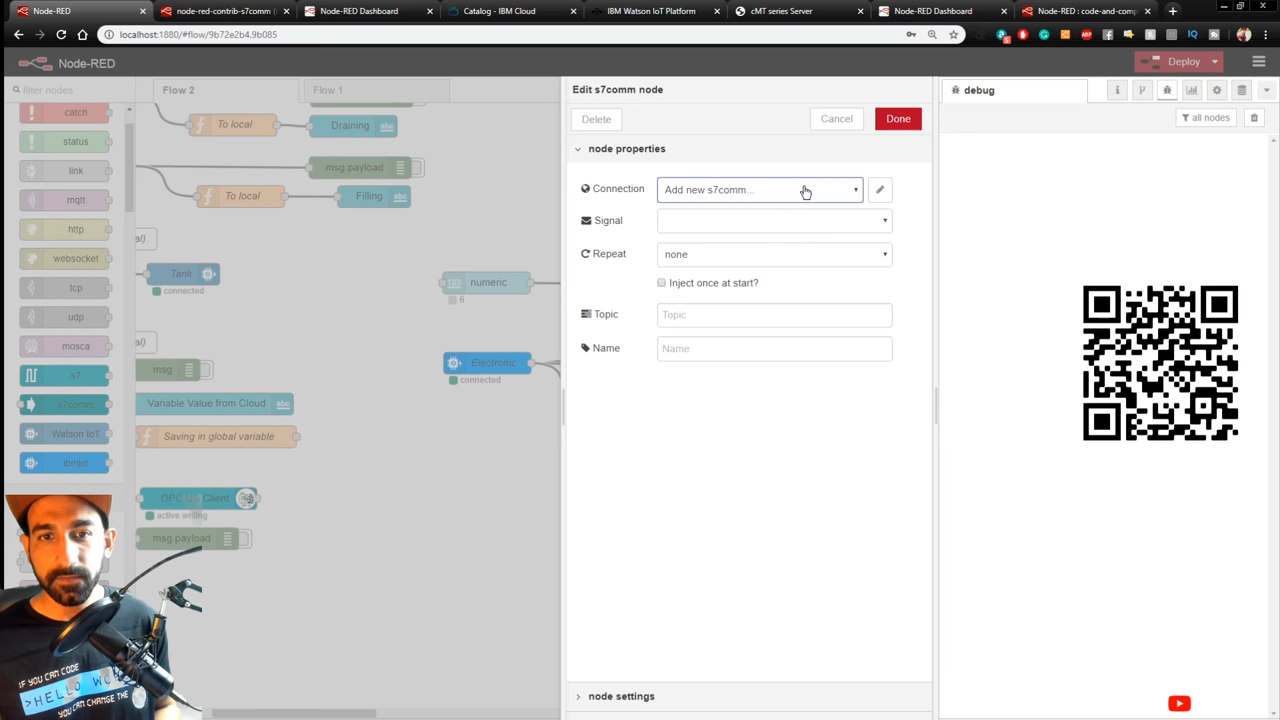 Node-RED
node-red-contrib-s7comm (
Node-RED Dashboard
Catalog - IBM Cloud
IBM Watson IoT Platform
cMT series Server
Node-RED Dashboard
Node-RED : code-and-comp
localhost:1880/#flow/9b72e2b4.9b085
Node-RED
Deploy
filter nodes
Flow 2
Flow 1
catch
status
link
mqtt
http
websocket
tcp
udp
mosca
s7
s7comm
Watson IoT
ibmiot
To local
Draining
msg.payload
To local
Filling
al)
Tank
connected
al)
msg
Variable Value from Cloud
Saving in global variable
active writing
msg.payload
numeric
6
Electronic
connected
Edit s7comm node
Delete
Cancel
Done
node properties
Connection
Add new s7comm...
Signal
Repeat
none
Inject once at start?
Topic
Topic
Name
Name
node settings
debug
i
all nodes
IF YOU CAN CODE
>HELLO WO
YOU CAN CHANGE THE